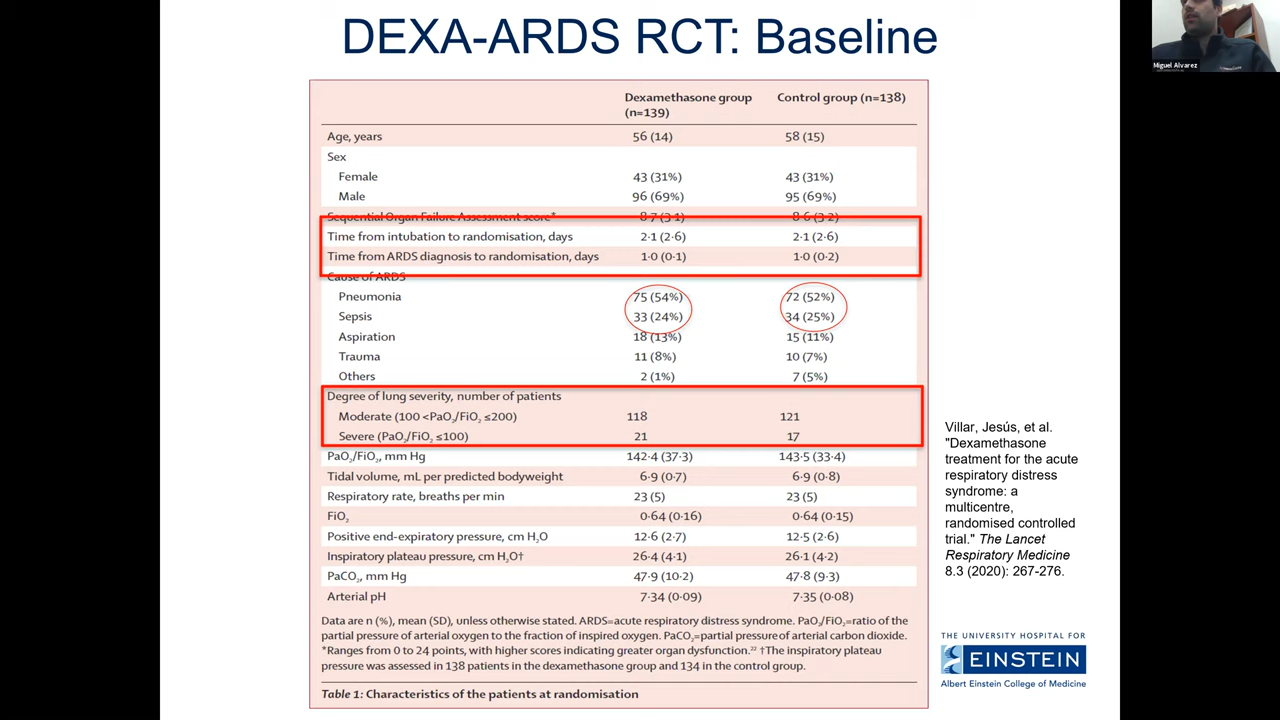 DEXA-ARDS RCT: Baseline
Miguel Alvarez
Dexamethasone group (n=139) Control group (n=138)
Age, years 56 (14) 58 (15)
Sex
Female 43 (31%) 43 (31%)
Male 96 (69%) 95 (69%)
Sequential Organ Failure Assessment score* 8·7 (3·1) 8·6 (3·2)
Time from intubation to randomisation, days 2·1 (2·6) 2·1 (2·6)
Time from ARDS diagnosis to randomisation, days 1·0 (0·1) 1·0 (0·2)
Cause of ARDS
Pneumonia 75 (54%) 72 (52%)
Sepsis 33 (24%) 34 (25%)
Aspiration 18 (13%) 15 (11%)
Trauma 11 (8%) 10 (7%)
Others 2 (1%) 7 (5%)
Degree of lung severity, number of patients
Moderate (100 <PaO₂/FiO₂ ≤200) 118 121
Severe (PaO₂/FiO₂ ≤100) 21 17
PaO₂/FiO₂, mm Hg 142·4 (37·3) 143·5 (33·4)
Tidal volume, mL per predicted bodyweight 6·9 (0·7) 6·9 (0·8)
Respiratory rate, breaths per min 23 (5) 23 (5)
FiO₂ 0·64 (0·16) 0·64 (0·15)
Positive end-expiratory pressure, cm H₂O 12·6 (2·7) 12·5 (2·6)
Inspiratory plateau pressure, cm H₂O† 26·4 (4·1) 26·1 (4·2)
PaCO₂, mm Hg 47·9 (10·2) 47·8 (9·3)
Arterial pH 7·34 (0·09) 7·35 (0·08)
Data are n (%), mean (SD), unless otherwise stated. ARDS=acute respiratory distress syndrome. PaO₂/FiO₂=ratio of the
partial pressure of arterial oxygen to the fraction of inspired oxygen. PaCO₂=partial pressure of arterial carbon dioxide.
*Ranges from 0 to 24 points, with higher scores indicating greater organ dysfunction.²² †The inspiratory plateau
pressure was assessed in 138 patients in the dexamethasone group and 134 in the control group.
Table 1: Characteristics of the patients at randomisation
Villar, Jesús, et al.
"Dexamethasone
treatment for the acute
respiratory distress
syndrome: a
multicentre,
randomised controlled
trial." The Lancet
Respiratory Medicine
8.3 (2020): 267-276.
THE UNIVERSITY HOSPITAL FOR
EINSTEIN
Albert Einstein College of Medicine